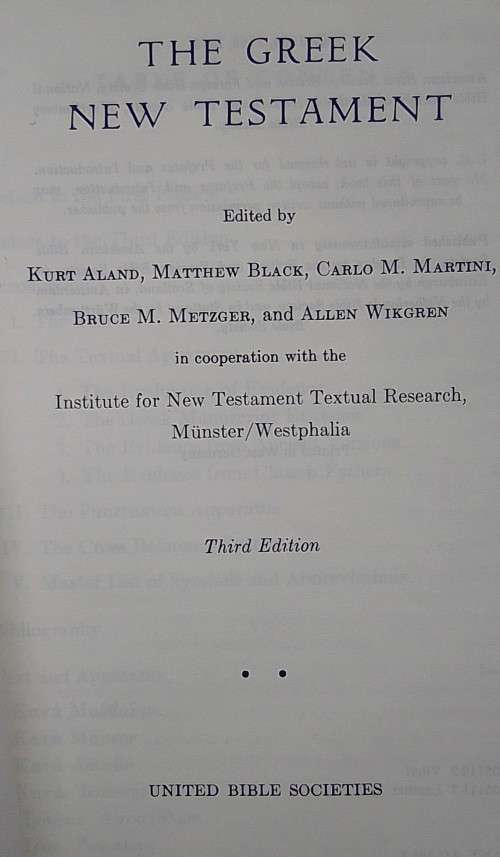 THE GREEK
NEW TESTAMENT
Edited by
KURT ALAND, MATTHEW BLACK, CARLO M. MARTINI,
BRUCE M. METZGER, and ALLEN WIKGREN
in cooperation with the
Institute for New Testament Textual Research,
Münster/Westphalia
Third Edition
UNITED BIBLE SOCIETIES